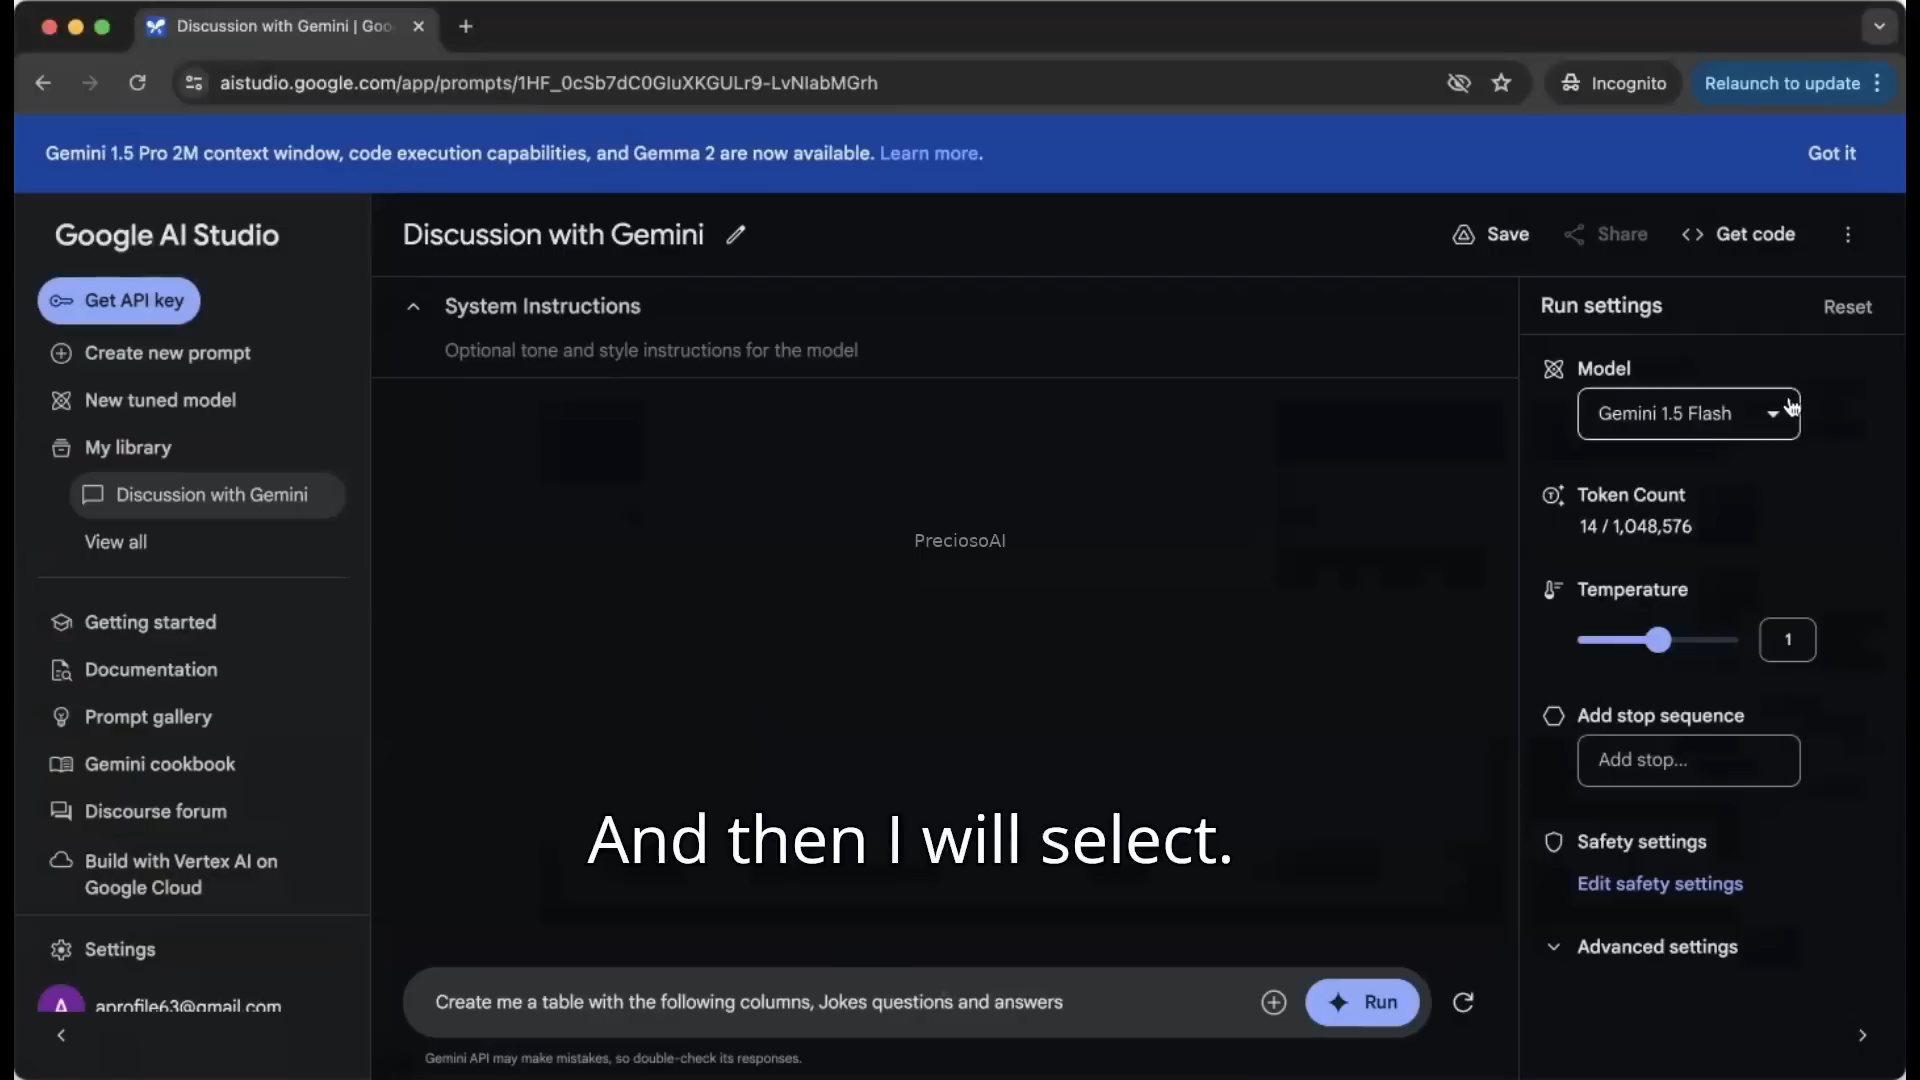 Discussion with Gemini | Goo
aistudio.google.com/app/prompts/1HF_0cSb7dC0GluXKGULr9-LvNlabMGrh
Incognito
Relaunch to update
Gemini 1.5 Pro 2M context window, code execution capabilities, and Gemma 2 are now available. Learn more.
Got it
Google AI Studio
Get API key
Create new prompt
New tuned model
My library
Discussion with Gemini
View all
Getting started
Documentation
Prompt gallery
Gemini cookbook
Discourse forum
Build with Vertex AI on
Google Cloud
Settings
A
aprofile63@gmail.com
Discussion with Gemini
Save
Share
Get code
System Instructions
Optional tone and style instructions for the model
PreciosoAI
And then I will select.
Create me a table with the following columns, Jokes questions and answers
Run
Gemini API may make mistakes, so double-check its responses.
Run settings
Reset
Model
Gemini 1.5 Flash
Token Count
14 / 1,048,576
Temperature
1
Add stop sequence
Add stop...
Safety settings
Edit safety settings
Advanced settings